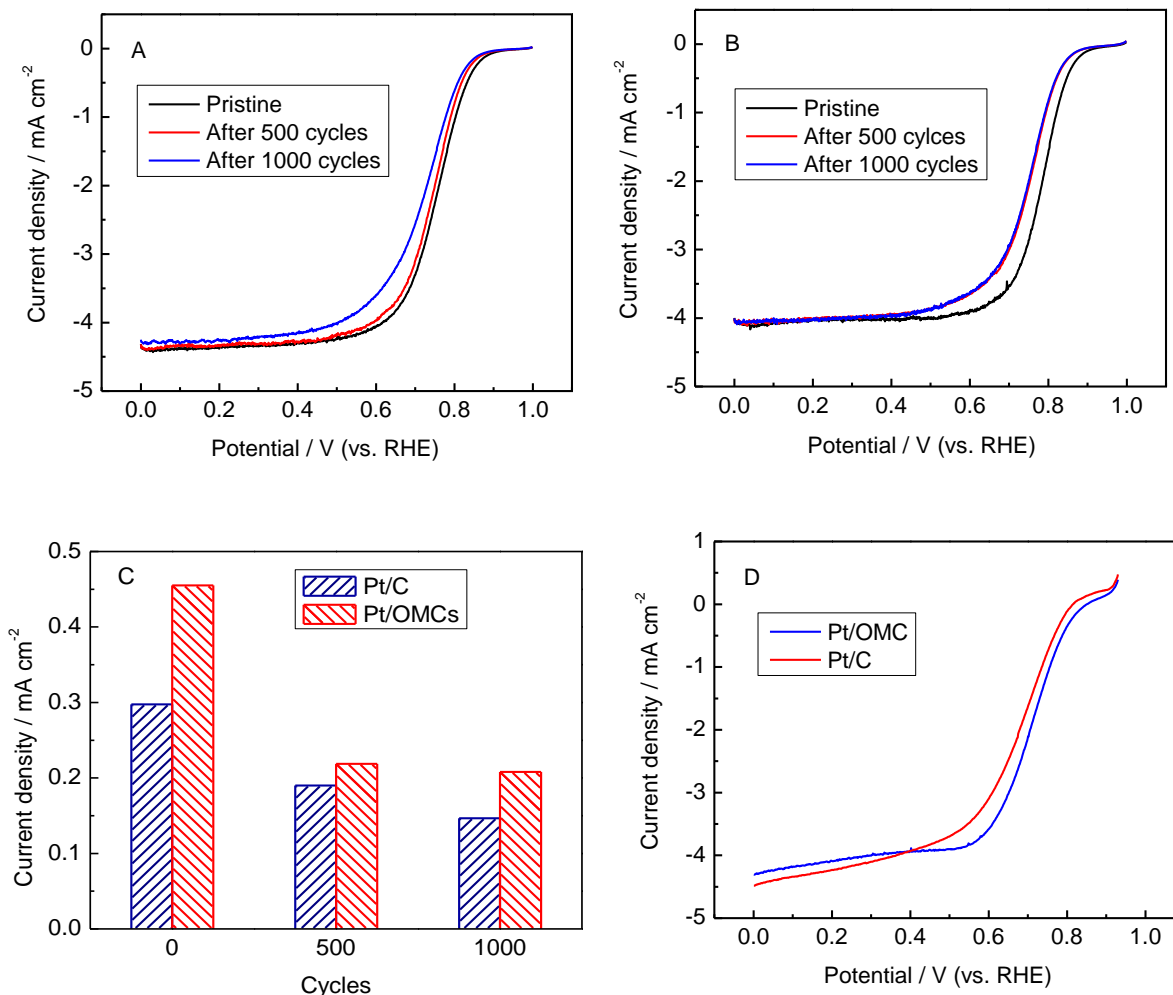 A
Pristine
After 500 cycles
After 1000 cycles
0
-1
-2
-3
-4
-5
Current density / mA cm-2
0.0 0.2 0.4 0.6 0.8 1.0
Potential / V (vs. RHE)
B
Pristine
After 500 cylces
After 1000 cycles
0
-1
-2
-3
-4
-5
Current density / mA cm-2
0.0 0.2 0.4 0.6 0.8 1.0
Potential / V (vs. RHE)
C
Pt/C
Pt/OMCs
0.5
0.4
0.3
0.2
0.1
0.0
Current density / mA cm-2
0 500 1000
Cycles
D
Pt/OMC
Pt/C
1
0
-1
-2
-3
-4
-5
Current density / mA cm-2
0.0 0.2 0.4 0.6 0.8 1.0
Potential / V (vs. RHE)